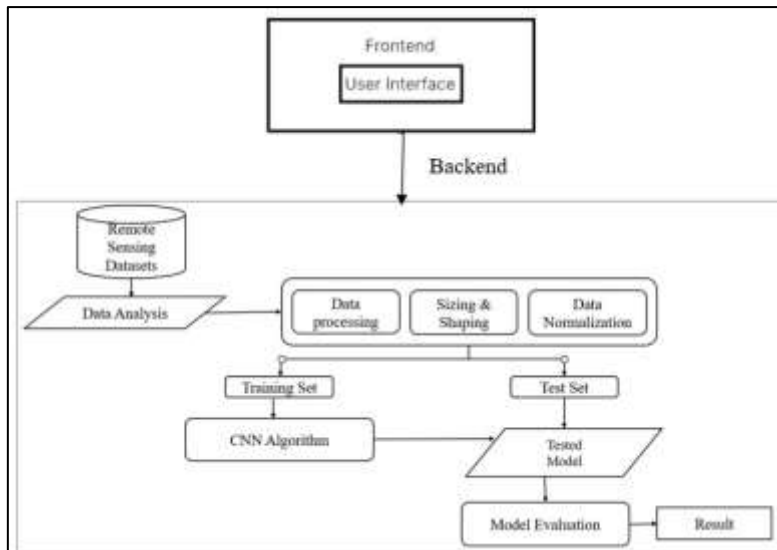 Frontend
User Interface
Backend
Remote
Sensing
Datasets
Data Analysis
Data
processing
Sizing &
Shaping
Data
Normalization
Training Set
Test Set
CNN Algorithm
Tested
Model
Model Evaluation
Result